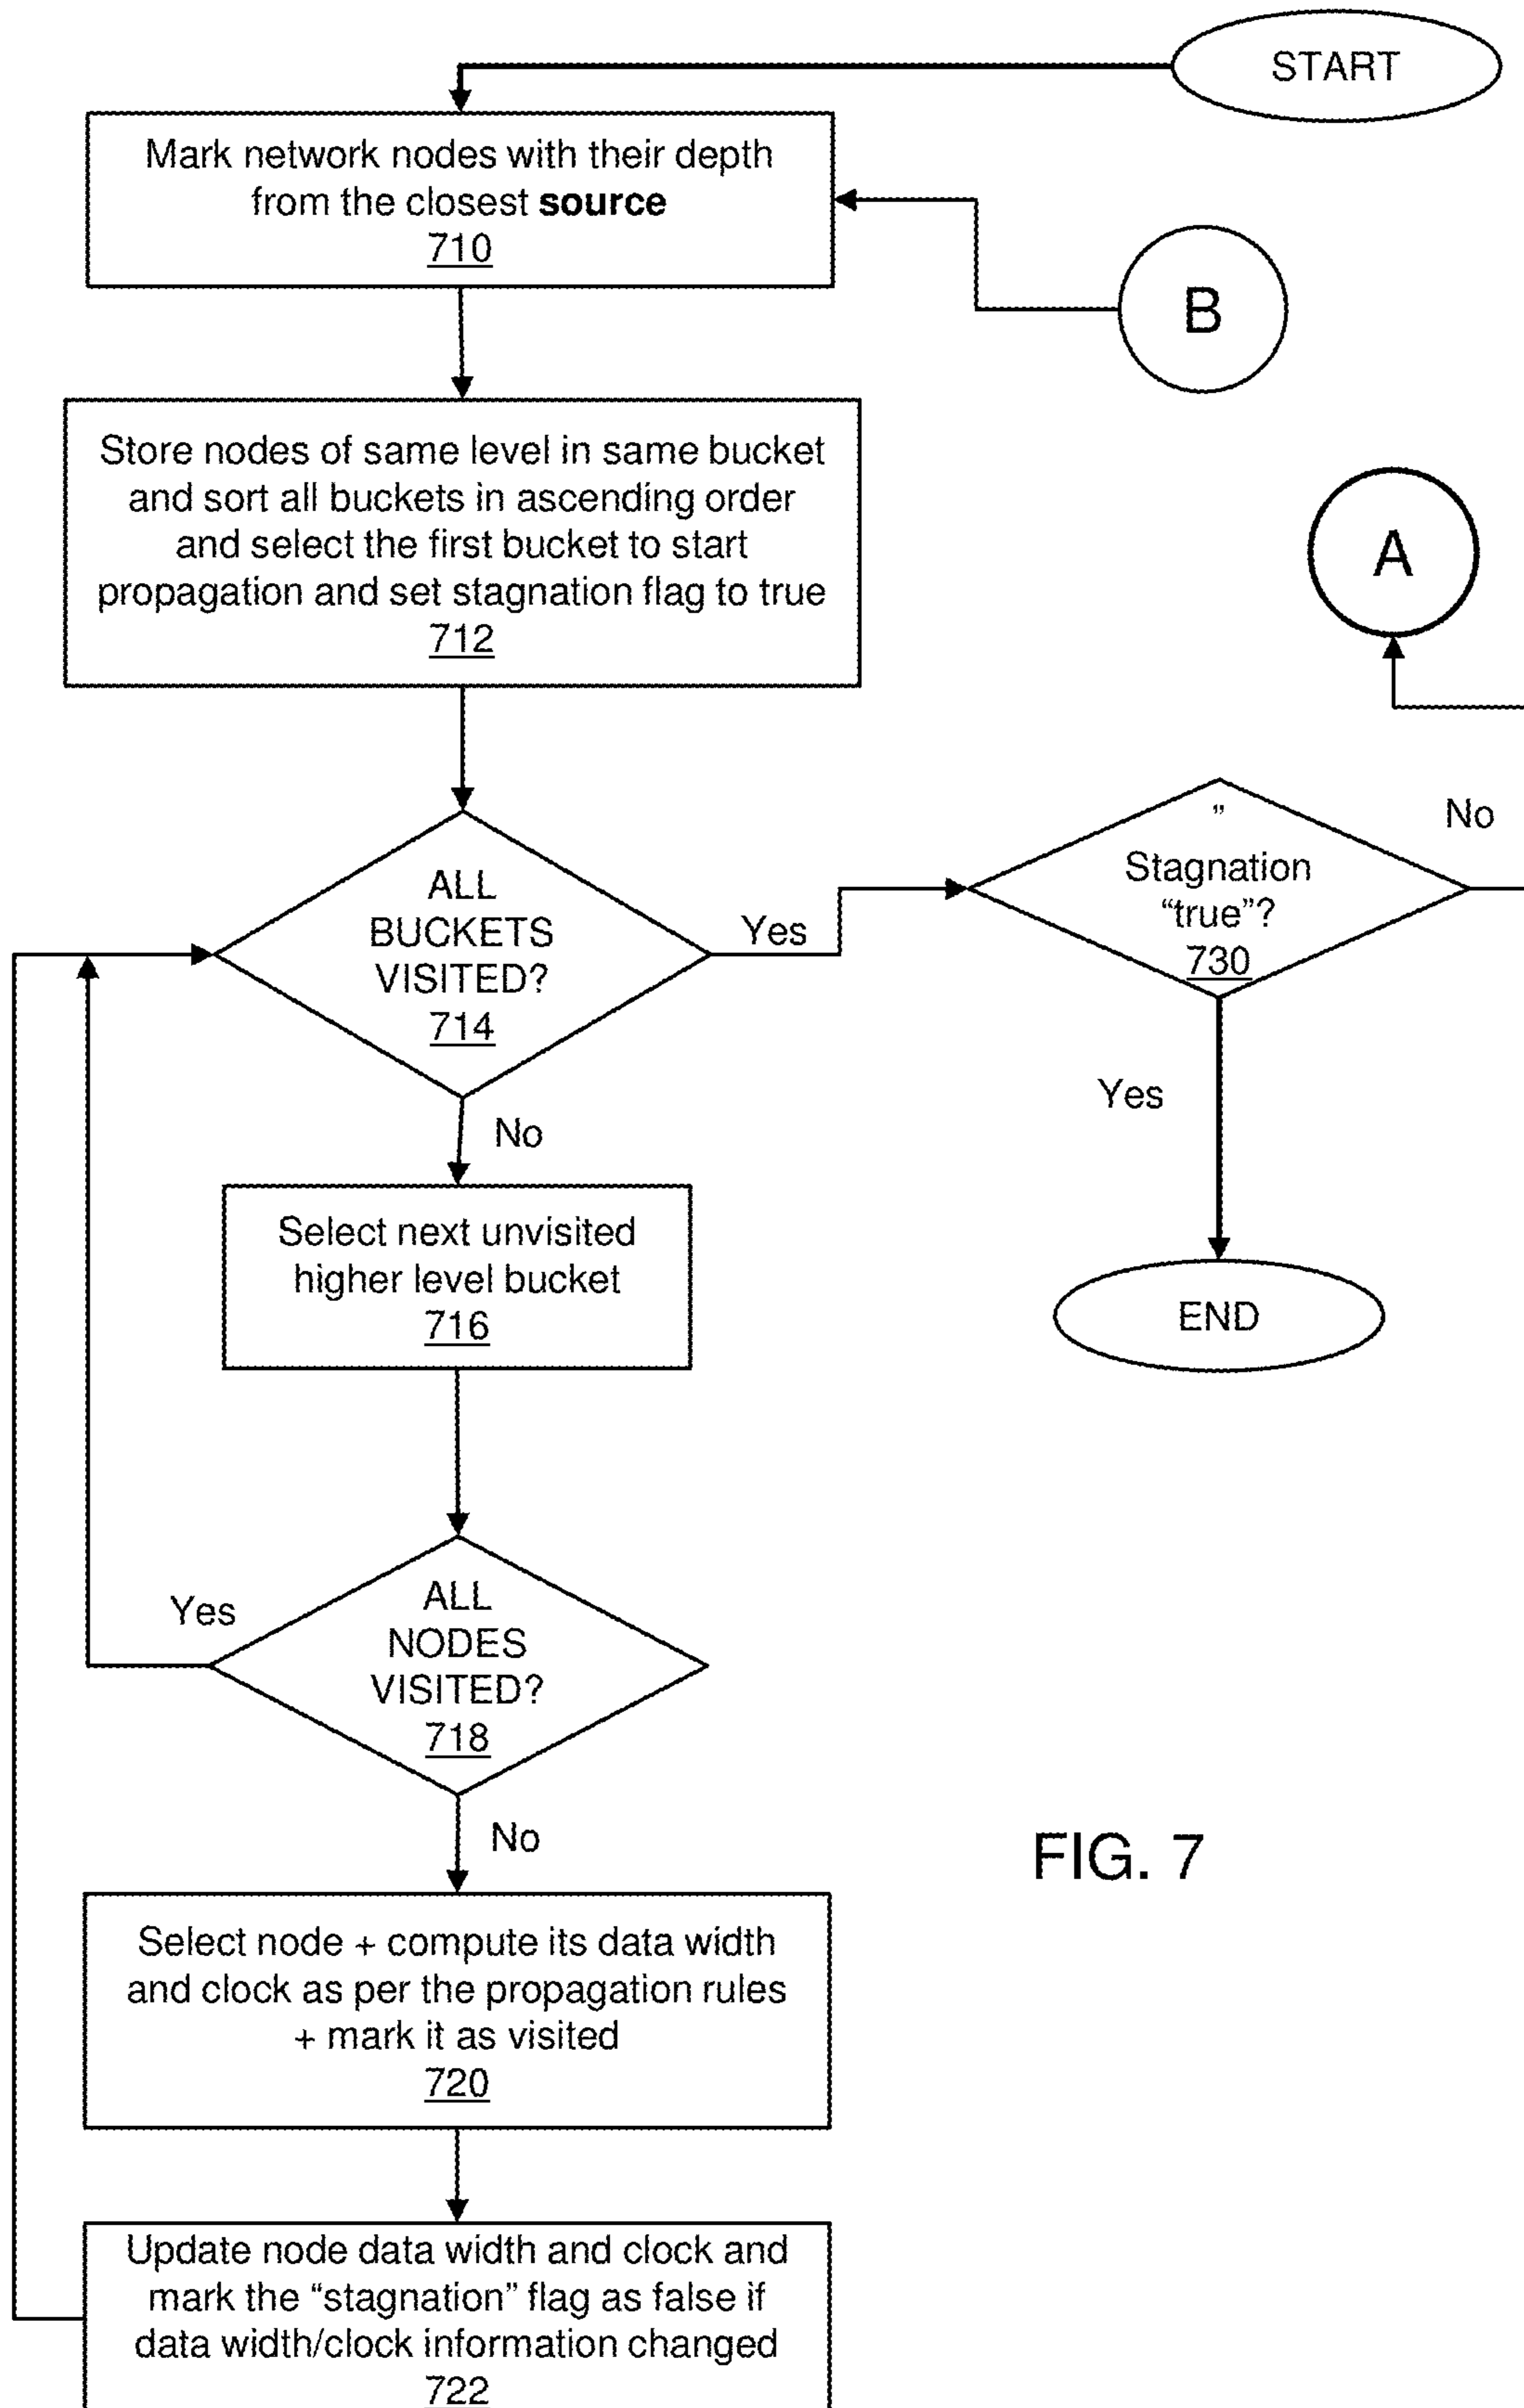 START
Mark network nodes with their depth
from the closest source
710
B
Store nodes of same level in same bucket
and sort all buckets in ascending order
and select the first bucket to start
propagation and set stagnation flag to true
712
A
ALL
BUCKETS
VISITED?
714
Yes
”
Stagnation
“true”?
730
No
Yes
END
No
Select next unvisited
higher level bucket
716
ALL
NODES
VISITED?
718
Yes
No
Select node + compute its data width
and clock as per the propagation rules
+ mark it as visited
720
Update node data width and clock and
mark the “stagnation” flag as false if
data width/clock information changed
722
FIG. 7